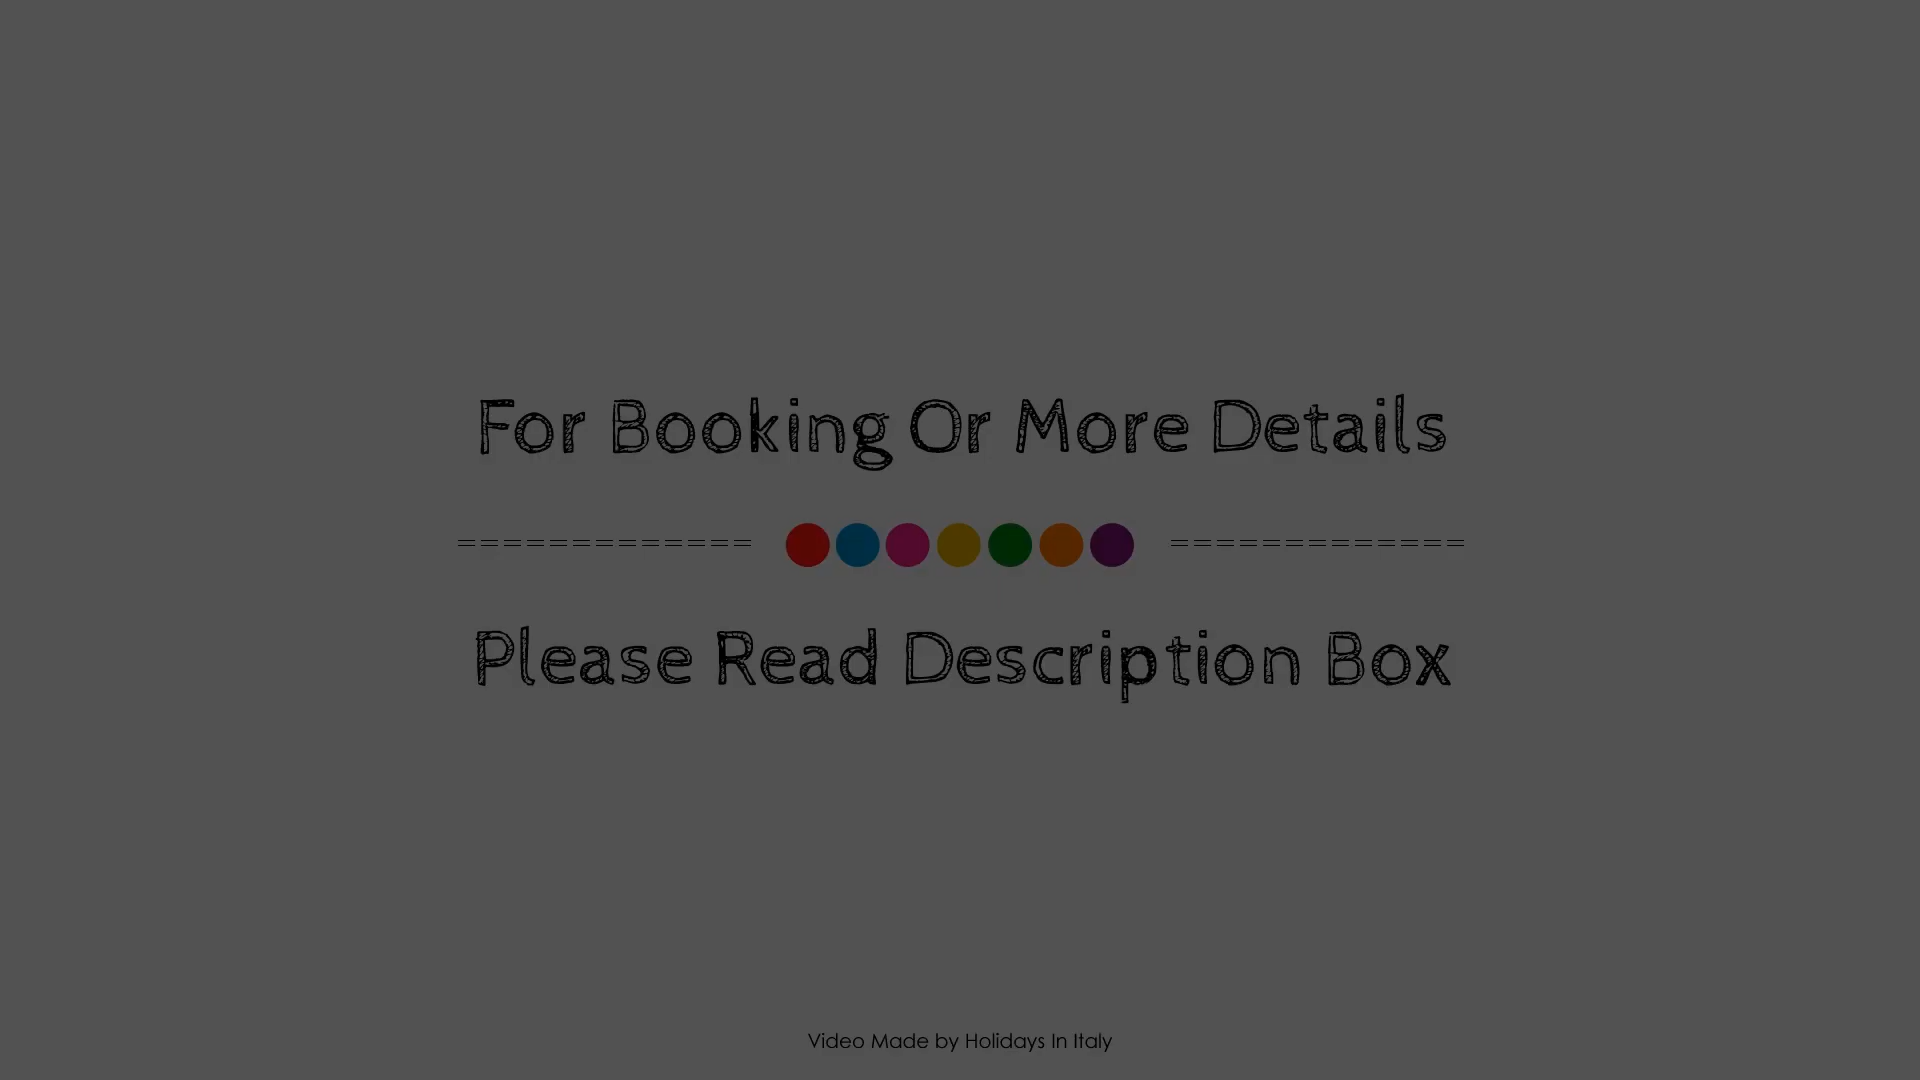 For Booking Or More Details
============= =============
Please Read Description Box
Video Made by Holidays In Italy